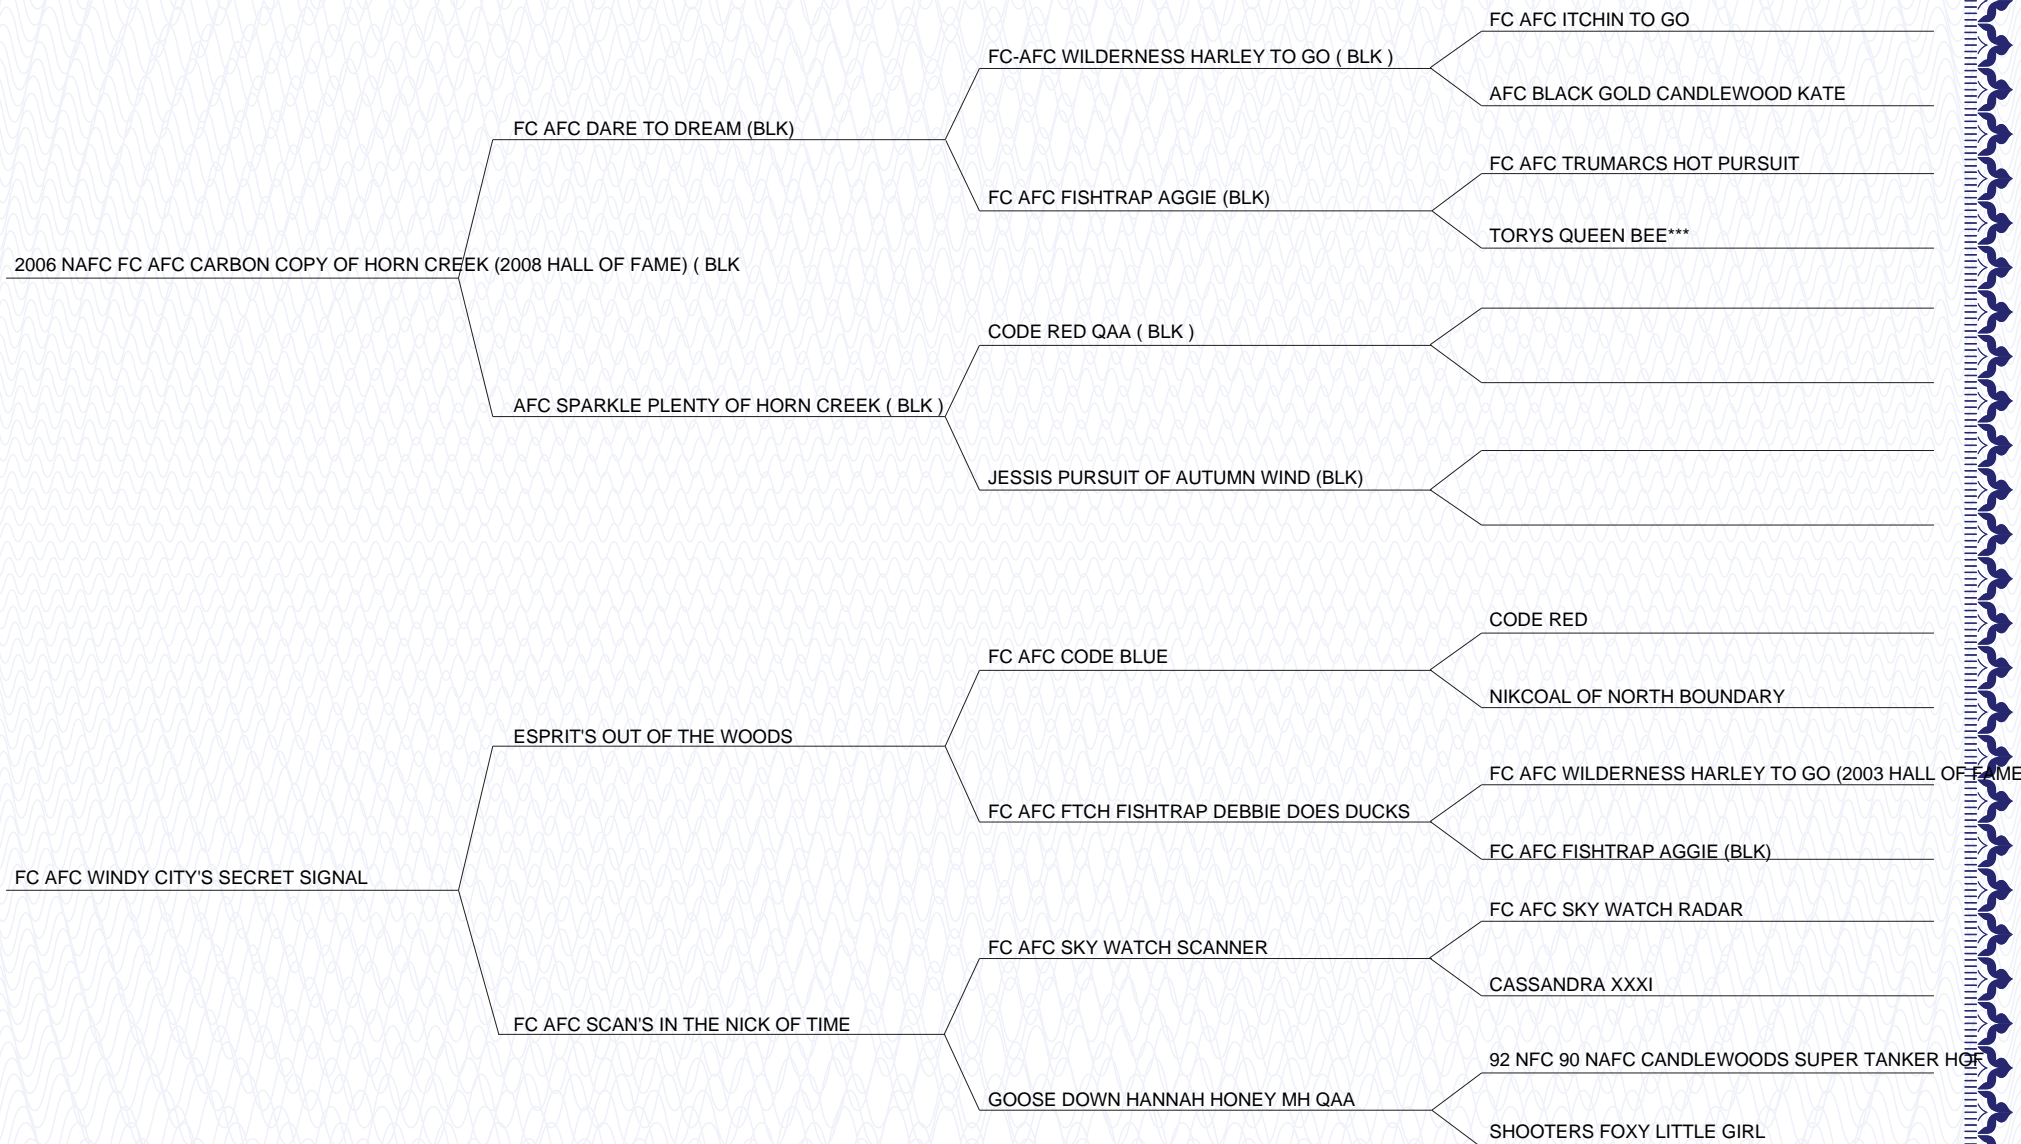 FC AFC ITCHIN TO GO
FC-AFC WILDERNESS HARLEY TO GO ( BLK )
AFC BLACK GOLD CANDLEWOOD KATE
FC AFC DARE TO DREAM (BLK)
FC AFC TRUMARCS HOT PURSUIT
FC AFC FISHTRAP AGGIE (BLK)
TORYS QUEEN BEE***
2006 NAFC FC AFC CARBON COPY OF HORN CREEK (2008 HALL OF FAME) ( BLK
CODE RED QAA ( BLK )
AFC SPARKLE PLENTY OF HORN CREEK ( BLK )
JESSIS PURSUIT OF AUTUMN WIND (BLK)
CODE RED
FC AFC CODE BLUE
NIKCOAL OF NORTH BOUNDARY
ESPRIT'S OUT OF THE WOODS
FC AFC WILDERNESS HARLEY TO GO (2003 HALL OF FAME
FC AFC FTCH FISHTRAP DEBBIE DOES DUCKS
FC AFC FISHTRAP AGGIE (BLK)
FC AFC WINDY CITY'S SECRET SIGNAL
FC AFC SKY WATCH RADAR
FC AFC SKY WATCH SCANNER
CASSANDRA XXXI
FC AFC SCAN'S IN THE NICK OF TIME
92 NFC 90 NAFC CANDLEWOODS SUPER TANKER HOF
GOOSE DOWN HANNAH HONEY MH QAA
SHOOTERS FOXY LITTLE GIRL